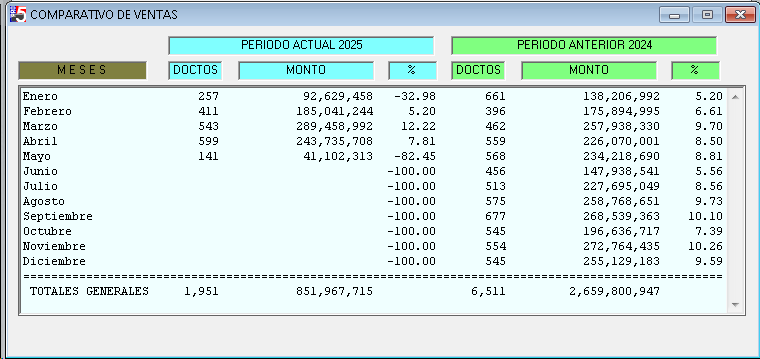 COMPARATIVO DE VENTAS
PERIODO ACTUAL 2025 PERIODO ANTERIOR 2024
M E S E S DOCTOS MONTO % DOCTOS MONTO %
Enero 257 92,629,458 -32.98 661 138,206,992 5.20
Febrero 411 185,041,244 5.20 396 175,894,995 6.61
Marzo 543 289,458,992 12.22 462 257,938,330 9.70
Abril 599 243,735,708 7.81 559 226,070,001 8.50
Mayo 141 41,102,313 -82.45 568 234,218,690 8.81
Junio -100.00 456 147,938,541 5.56
Julio -100.00 513 227,695,049 8.56
Agosto -100.00 575 258,768,651 9.73
Septiembre -100.00 677 268,539,363 10.10
Octubre -100.00 545 196,636,717 7.39
Noviembre -100.00 554 272,764,435 10.26
Diciembre -100.00 545 255,129,183 9.59
TOTALES GENERALES 1,951 851,967,715 6,511 2,659,800,947